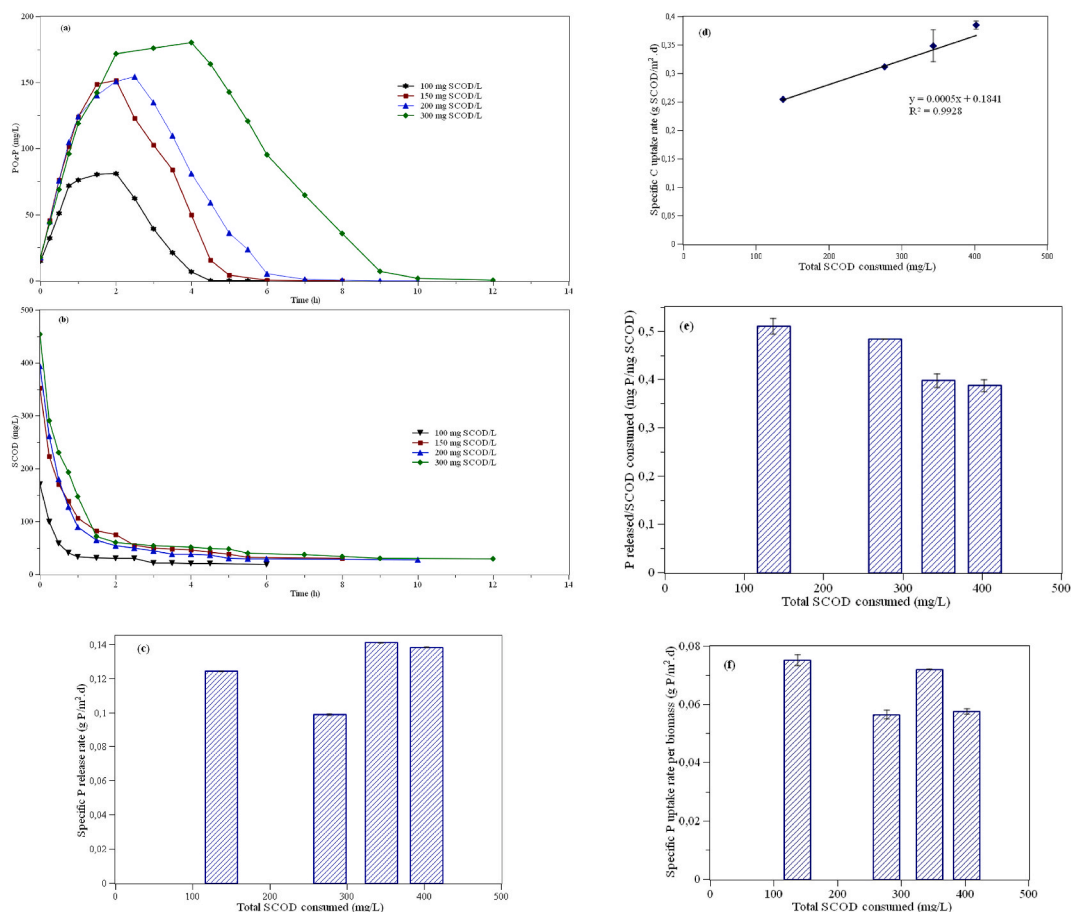 (a)
200
150
100
50
0
PO₄-P (mg/L)
100 mg SCOD/L
150 mg SCOD/L
200 mg SCOD/L
300 mg SCOD/L
0 2 4 6 8 10 12 14
Time (h)
(b)
500
400
300
200
100
0
SCOD (mg/L)
100 mg SCOD/L
150 mg SCOD/L
200 mg SCOD/L
300 mg SCOD/L
0 2 4 6 8 10 12 14
Time (h)
(c)
0,14
0,12
0,1
0,08
0,06
0,04
0,02
0
Specific P release rate (g P/m².d)
0 100 200 300 400 500
Total SCOD consumed (mg/L)
(d)
0,4
0,35
0,3
0,25
0,2
0,15
0,1
0,05
0
Specific C uptake rate (g SCOD/m².d)
y = 0.0005x + 0.1841
R² = 0.9928
100 200 300 400 500
Total SCOD consumed (mg/L)
(e)
0,5
0,4
0,3
0,2
0,1
0
P released/SCOD consumed (mg P/mg SCOD)
0 100 200 300 400 500
Total SCOD consumed (mg/L)
(f)
0,08
0,06
0,04
0,02
0
Specific P uptake rate per biomass (g P/m².d)
0 100 200 300 400 500
Total SCOD consumed (mg/L)